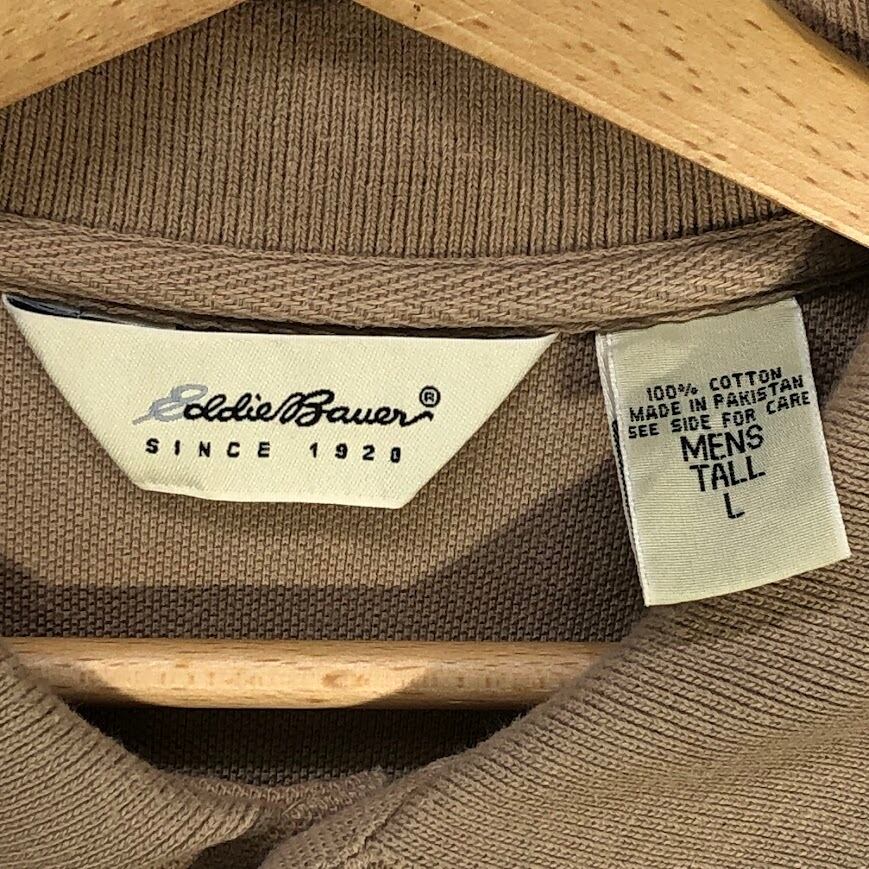 Eddie Bauer®
SINCE 1920
100% COTTON
MADE IN PAKISTAN
SEE SIDE FOR CARE
MENS
TALL
L